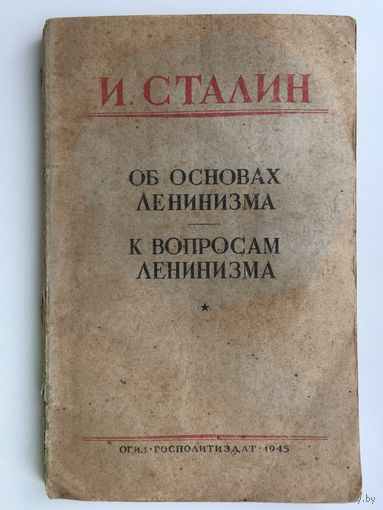 И. СТАЛИН
ОБ ОСНОВАХ
ЛЕНИНИЗМА
К ВОПРОСАМ
ЛЕНИНИЗМА
ОГИЗ · ГОСПОЛИТИЗДАТ · 1945